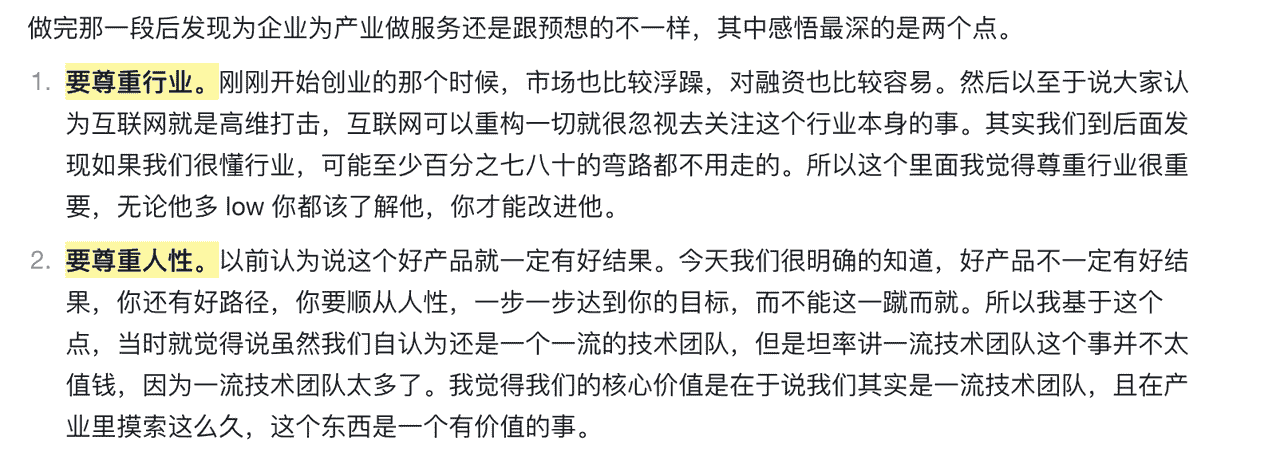 做完那一段后发现为企业为产业做服务还是跟预想的不一样，其中感悟最深的是两个点。
1. 要尊重行业。刚刚开始创业的那个时候，市场也比较浮躁，对融资也比较容易。然后以至于说大家认
为互联网就是高维打击，互联网可以重构一切就很忽视去关注这个行业本身的事。其实我们到后面发
现如果我们很懂行业，可能至少百分之七八十的弯路都不用走的。所以这个里面我觉得尊重行业很重
要，无论他多 low 你都该了解他，你才能改进他。
2. 要尊重人性。以前认为说这个好产品就一定有好结果。今天我们很明确的知道，好产品不一定有好结
果，你还有好路径，你要顺从人性，一步一步达到你的目标，而不能这一蹴而就。所以我基于这个
点，当时就觉得说虽然我们自认为还是一个一流的技术团队，但是坦率讲一流技术团队这个事并不太
值钱，因为一流技术团队太多了。我觉得我们的核心价值是在于说我们其实是一流技术团队，且在产
业里摸索这么久，这个东西是一个有价值的事。